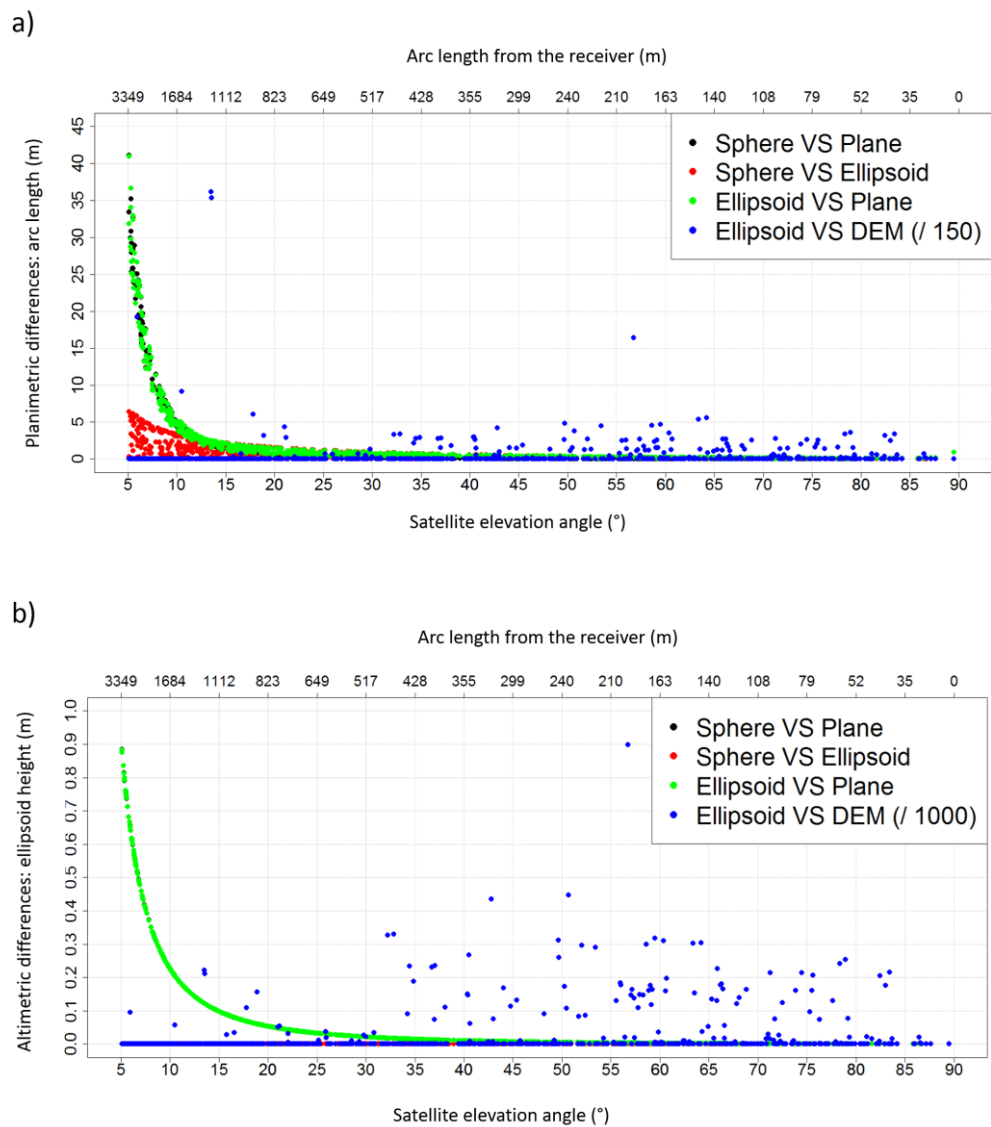 a)
Arc length from the receiver (m)
3349 1684 1112 823 649 517 428 355 299 240 210 163 140 108 79 52 35 0
Planimetric differences: arc length (m)
45
40
35
30
25
20
15
10
5
0
Sphere VS Plane
Sphere VS Ellipsoid
Ellipsoid VS Plane
Ellipsoid VS DEM (/ 150)
5 10 15 20 25 30 35 40 45 50 55 60 65 70 75 80 85 90
Satellite elevation angle (°)
b)
Arc length from the receiver (m)
3349 1684 1112 823 649 517 428 355 299 240 210 163 140 108 79 52 35 0
Altimetric differences: ellipsoid height (m)
1.0
0.9
0.8
0.7
0.6
0.5
0.4
0.3
0.2
0.1
0.0
Sphere VS Plane
Sphere VS Ellipsoid
Ellipsoid VS Plane
Ellipsoid VS DEM (/ 1000)
5 10 15 20 25 30 35 40 45 50 55 60 65 70 75 80 85 90
Satellite elevation angle (°)